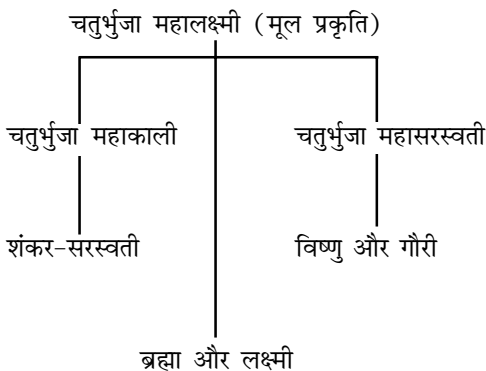 चतुर्भुजा महालक्ष्मी (मूल प्रकृति)
चतुर्भुजा महाकाली चतुर्भुजा महासरस्वती
शंकर-सरस्वती विष्णु और गौरी
ब्रह्मा और लक्ष्मी